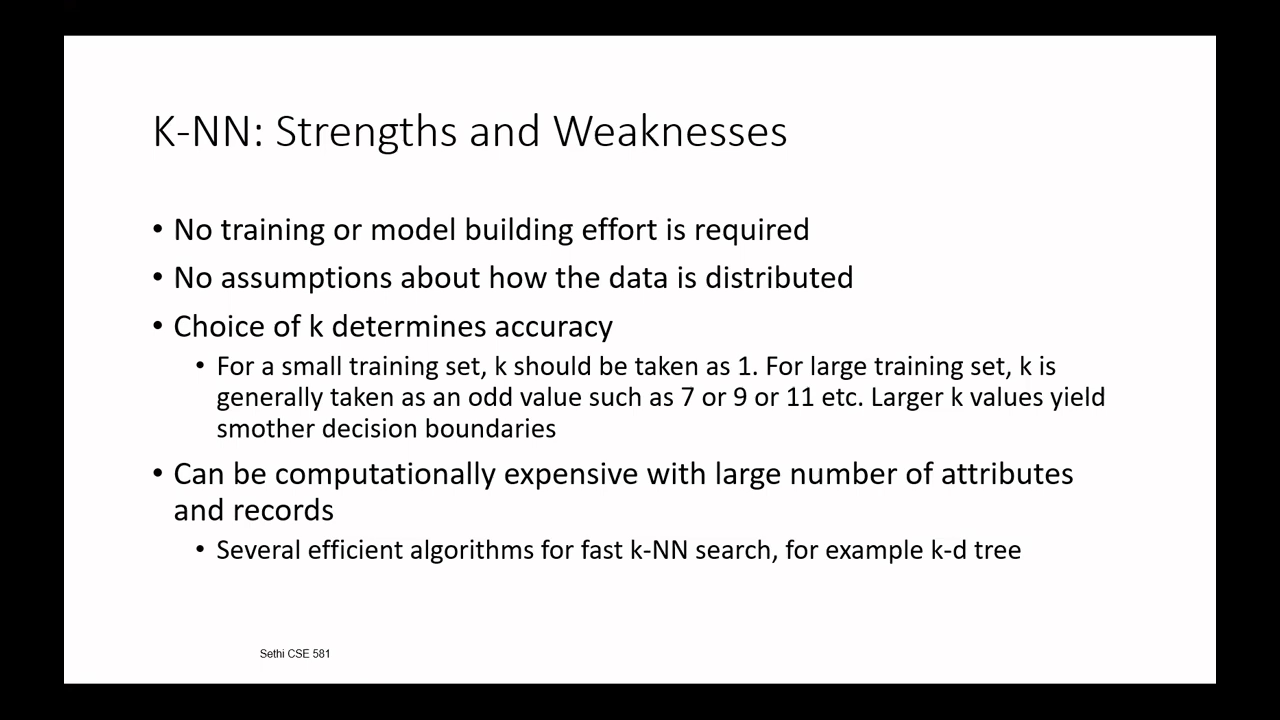 K-NN: Strengths and Weaknesses
• No training or model building effort is required
• No assumptions about how the data is distributed
• Choice of k determines accuracy
• For a small training set, k should be taken as 1. For large training set, k is
generally taken as an odd value such as 7 or 9 or 11 etc. Larger k values yield
smother decision boundaries
• Can be computationally expensive with large number of attributes
and records
• Several efficient algorithms for fast k-NN search, for example k-d tree
Sethi CSE 581